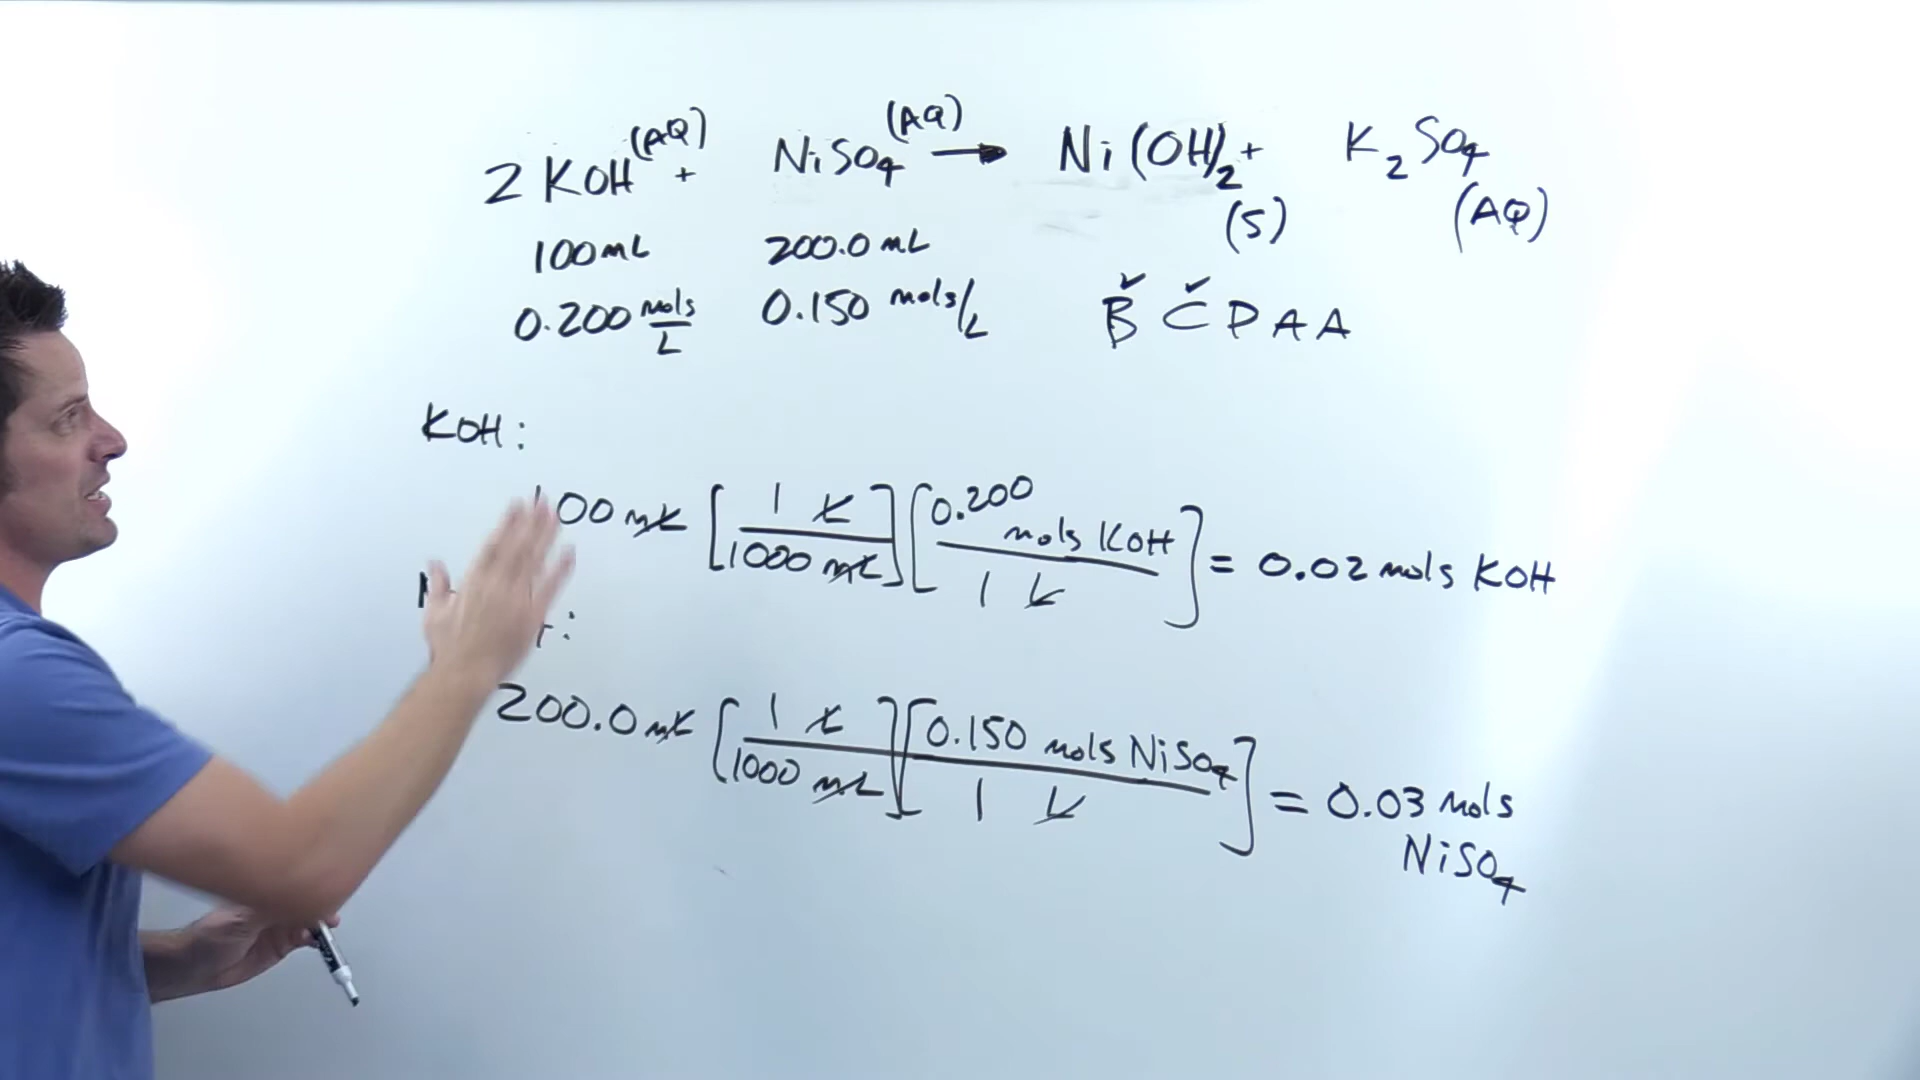 2 KOH(AQ) + NiSO4(AQ) → Ni(OH)2 + K2SO4
(S) (AQ)
100mL 200.0 mL
0.200 mols/L 0.150 mols/L B✓ C✓ D A A
KOH:
00 mL [1 L / 1000 mL] [0.200 mols KOH / 1 L] = 0.02 mols KOH
200.0 mL [1 L / 1000 mL] [0.150 mols NiSO4 / 1 L] = 0.03 mols
NiSO4